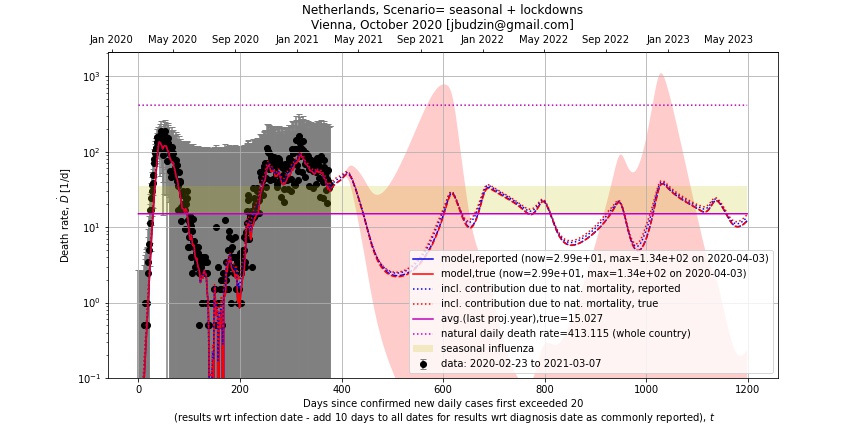 Netherlands, Scenario= seasonal + lockdowns
Vienna, October 2020 [jbudzin@gmail.com]
Jan 2020 May 2020 Sep 2020 Jan 2021 May 2021 Sep 2021 Jan 2022 May 2022 Sep 2022 Jan 2023 May 2023
10³
10²
10¹
10⁰
10⁻¹
Death rate, D [1/d]
model,reported (now=2.99e+01, max=1.34e+02 on 2020-04-03)
model,true (now=2.99e+01, max=1.34e+02 on 2020-04-03)
incl. contribution due to nat. mortality, reported
incl. contribution due to nat. mortality, true
avg.(last proj.year),true=15.027
natural daily death rate=413.115 (whole country)
seasonal influenza
data: 2020-02-23 to 2021-03-07
0 200 400 600 800 1000 1200
Days since confirmed new daily cases first exceeded 20
(results wrt infection date - add 10 days to all dates for results wrt diagnosis date as commonly reported), t